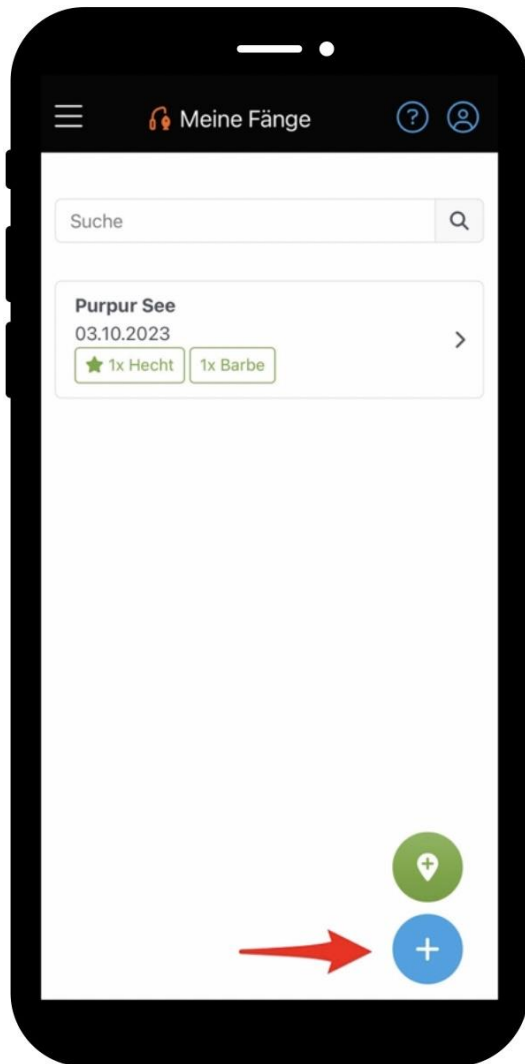 Meine Fänge
Suche
Purpur See
03.10.2023
1x Hecht 1x Barbe